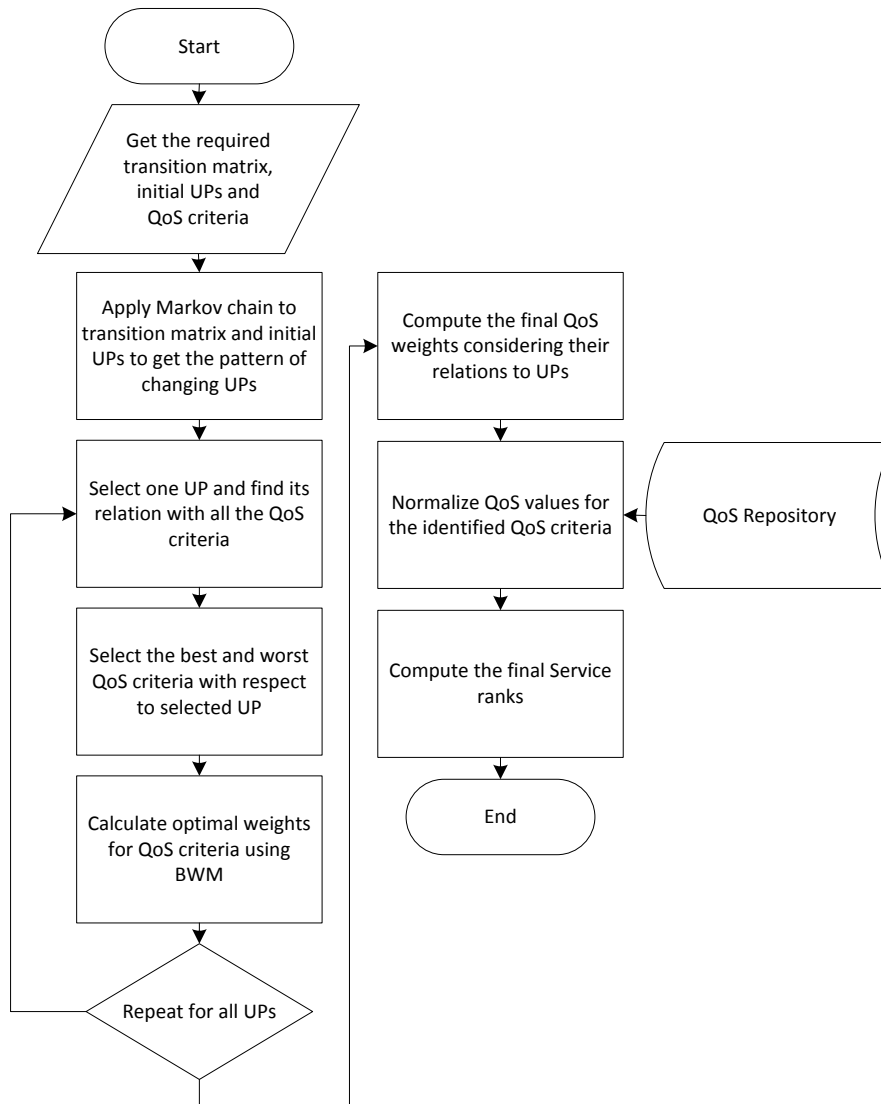 Start
Get the required
transition matrix,
initial UPs and
QoS criteria
Apply Markov chain to
transition matrix and initial
UPs to get the pattern of
changing UPs
Select one UP and find its
relation with all the QoS
criteria
Select the best and worst
QoS criteria with respect
to selected UP
Calculate optimal weights
for QoS criteria using
BWM
Repeat for all UPs
Compute the final QoS
weights considering their
relations to UPs
Normalize QoS values for
the identified QoS criteria
QoS Repository
Compute the final Service
ranks
End